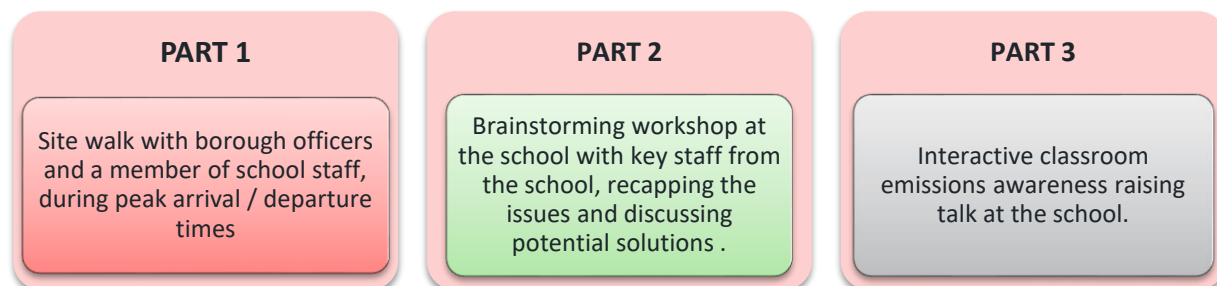 PART 1
Site walk with borough officers
and a member of school staff,
during peak arrival / departure
times
PART 2
Brainstorming workshop at
the school with key staff from
the school, recapping the
issues and discussing
potential solutions .
PART 3
Interactive classroom
emissions awareness raising
talk at the school.